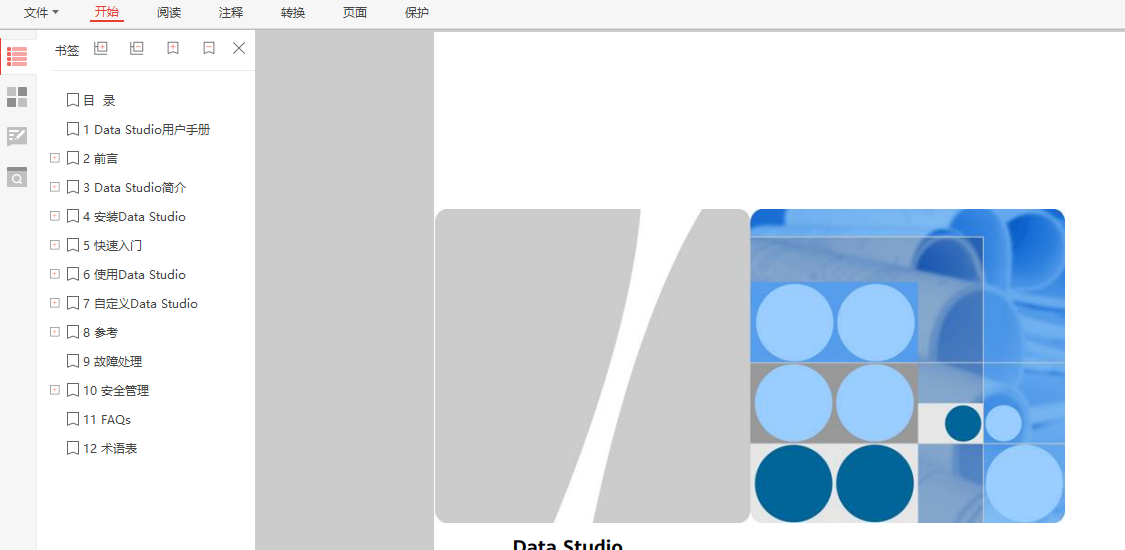 文件 开始 阅读 注释 转换 页面 保护
书签
目 录
1 Data Studio用户手册
2 前言
3 Data Studio简介
4 安装Data Studio
5 快速入门
6 使用Data Studio
7 自定义Data Studio
8 参考
9 故障处理
10 安全管理
11 FAQs
12 术语表
Data Studio